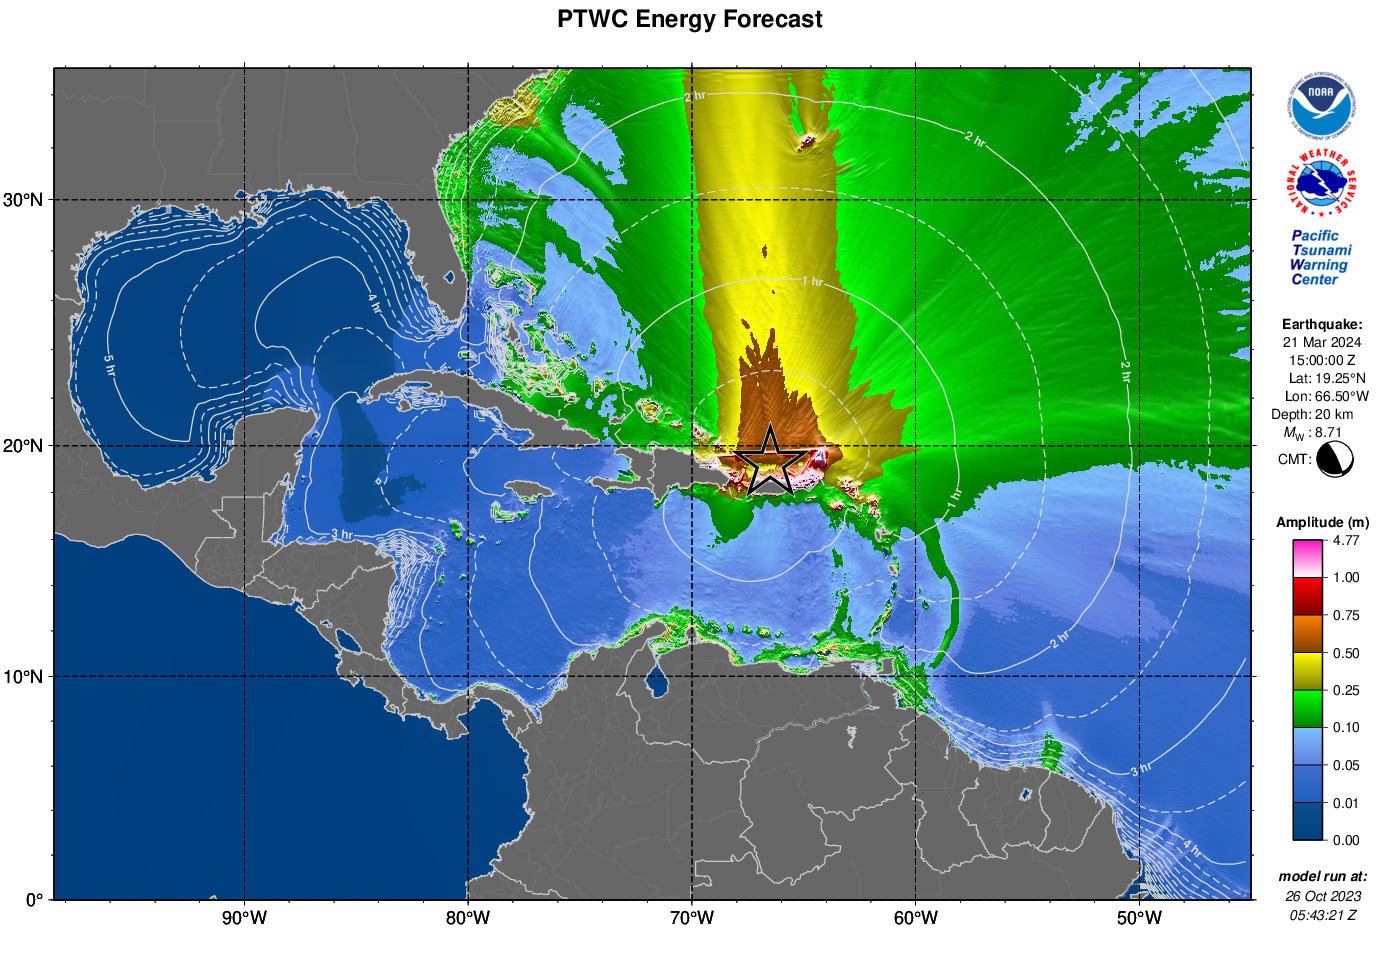 PTWC Energy Forecast
30°N
20°N
10°N
0°
90°W
80°W
70°W
60°W
50°W
2 hr
2 hr
1 hr
4 hr
5 hr
2 hr
1 hr
3 hr
2 hr
3 hr
4 hr
NOAA
NATIONAL WEATHER SERVICE
Pacific
Tsunami
Warning
Center
Earthquake:
21 Mar 2024
15:00:00 Z
Lat: 19.25°N
Lon: 66.50°W
Depth: 20 km
MW : 8.71
CMT:
Amplitude (m)
4.77
1.00
0.75
0.50
0.25
0.10
0.05
0.01
0.00
model run at:
26 Oct 2023
05:43:21 Z